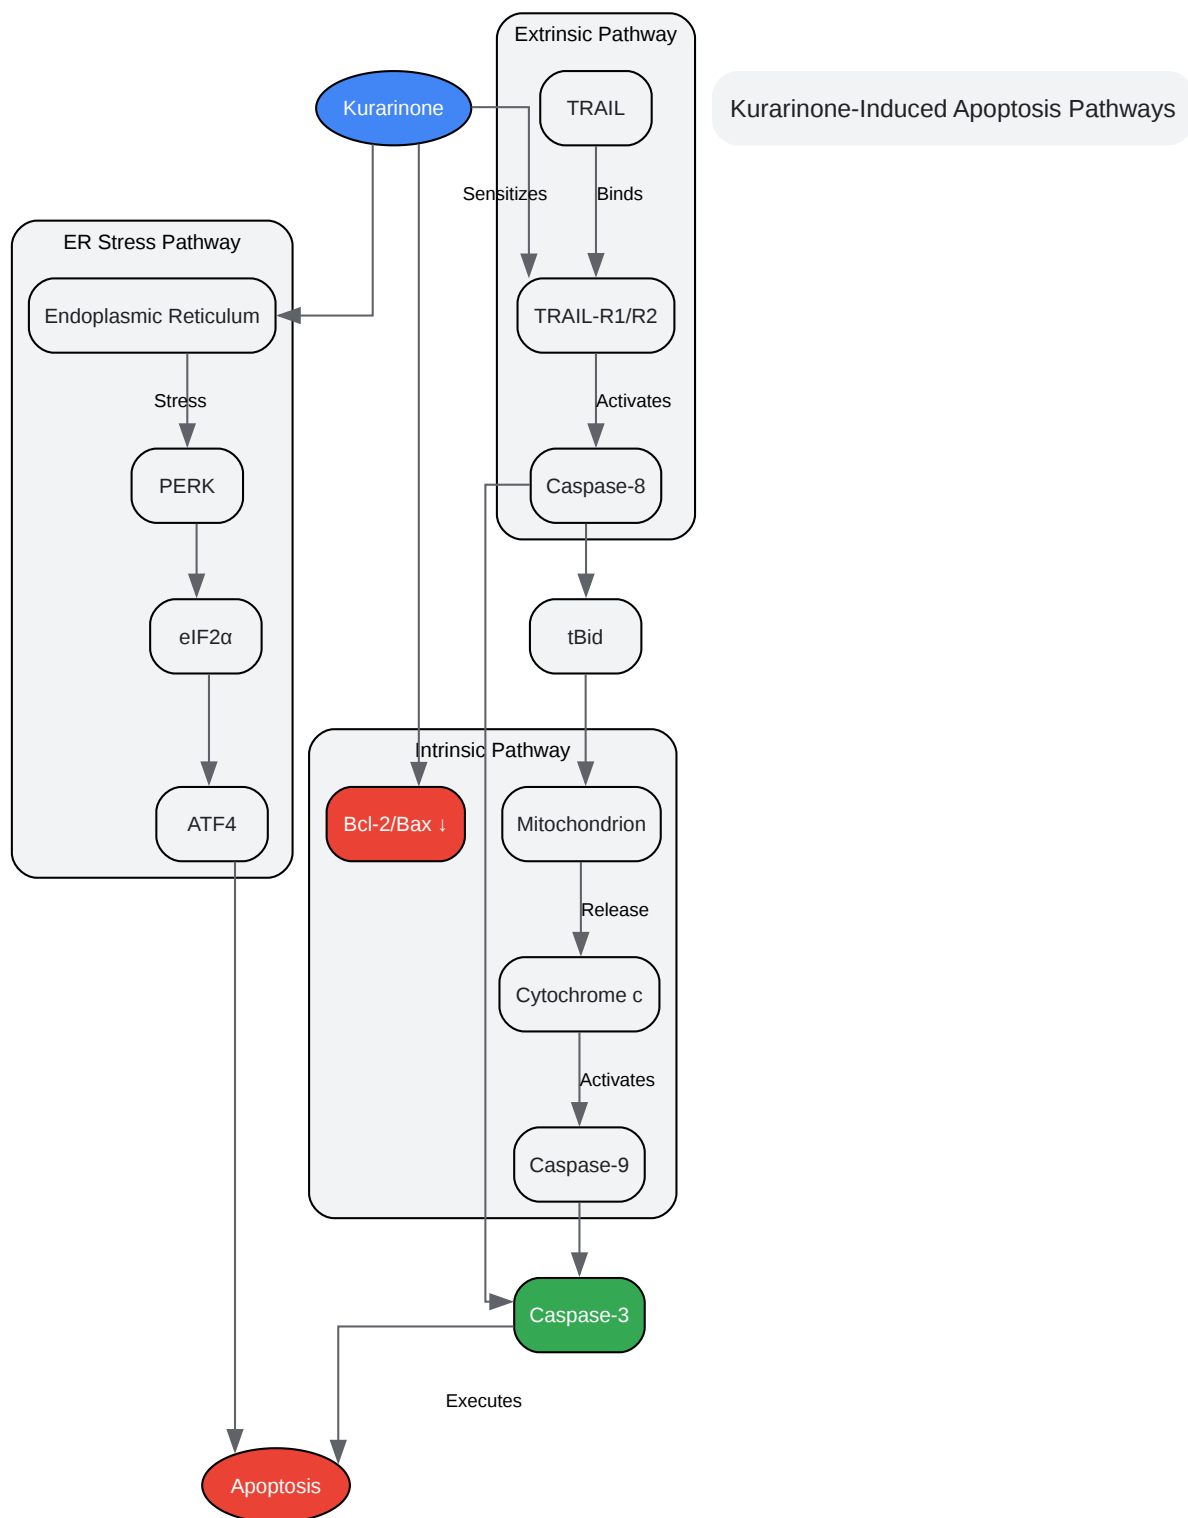 Extrinsic Pathway
Kurarinone
TRAIL
Kurarinone-Induced Apoptosis Pathways
Sensitizes
Binds
ER Stress Pathway
Endoplasmic Reticulum
TRAIL-R1/R2
Stress
Activates
PERK
Caspase-8
eIF2α
tBid
Intrinsic Pathway
ATF4
Bcl-2/Bax ↓
Mitochondrion
Release
Cytochrome c
Activates
Caspase-9
Caspase-3
Executes
Apoptosis